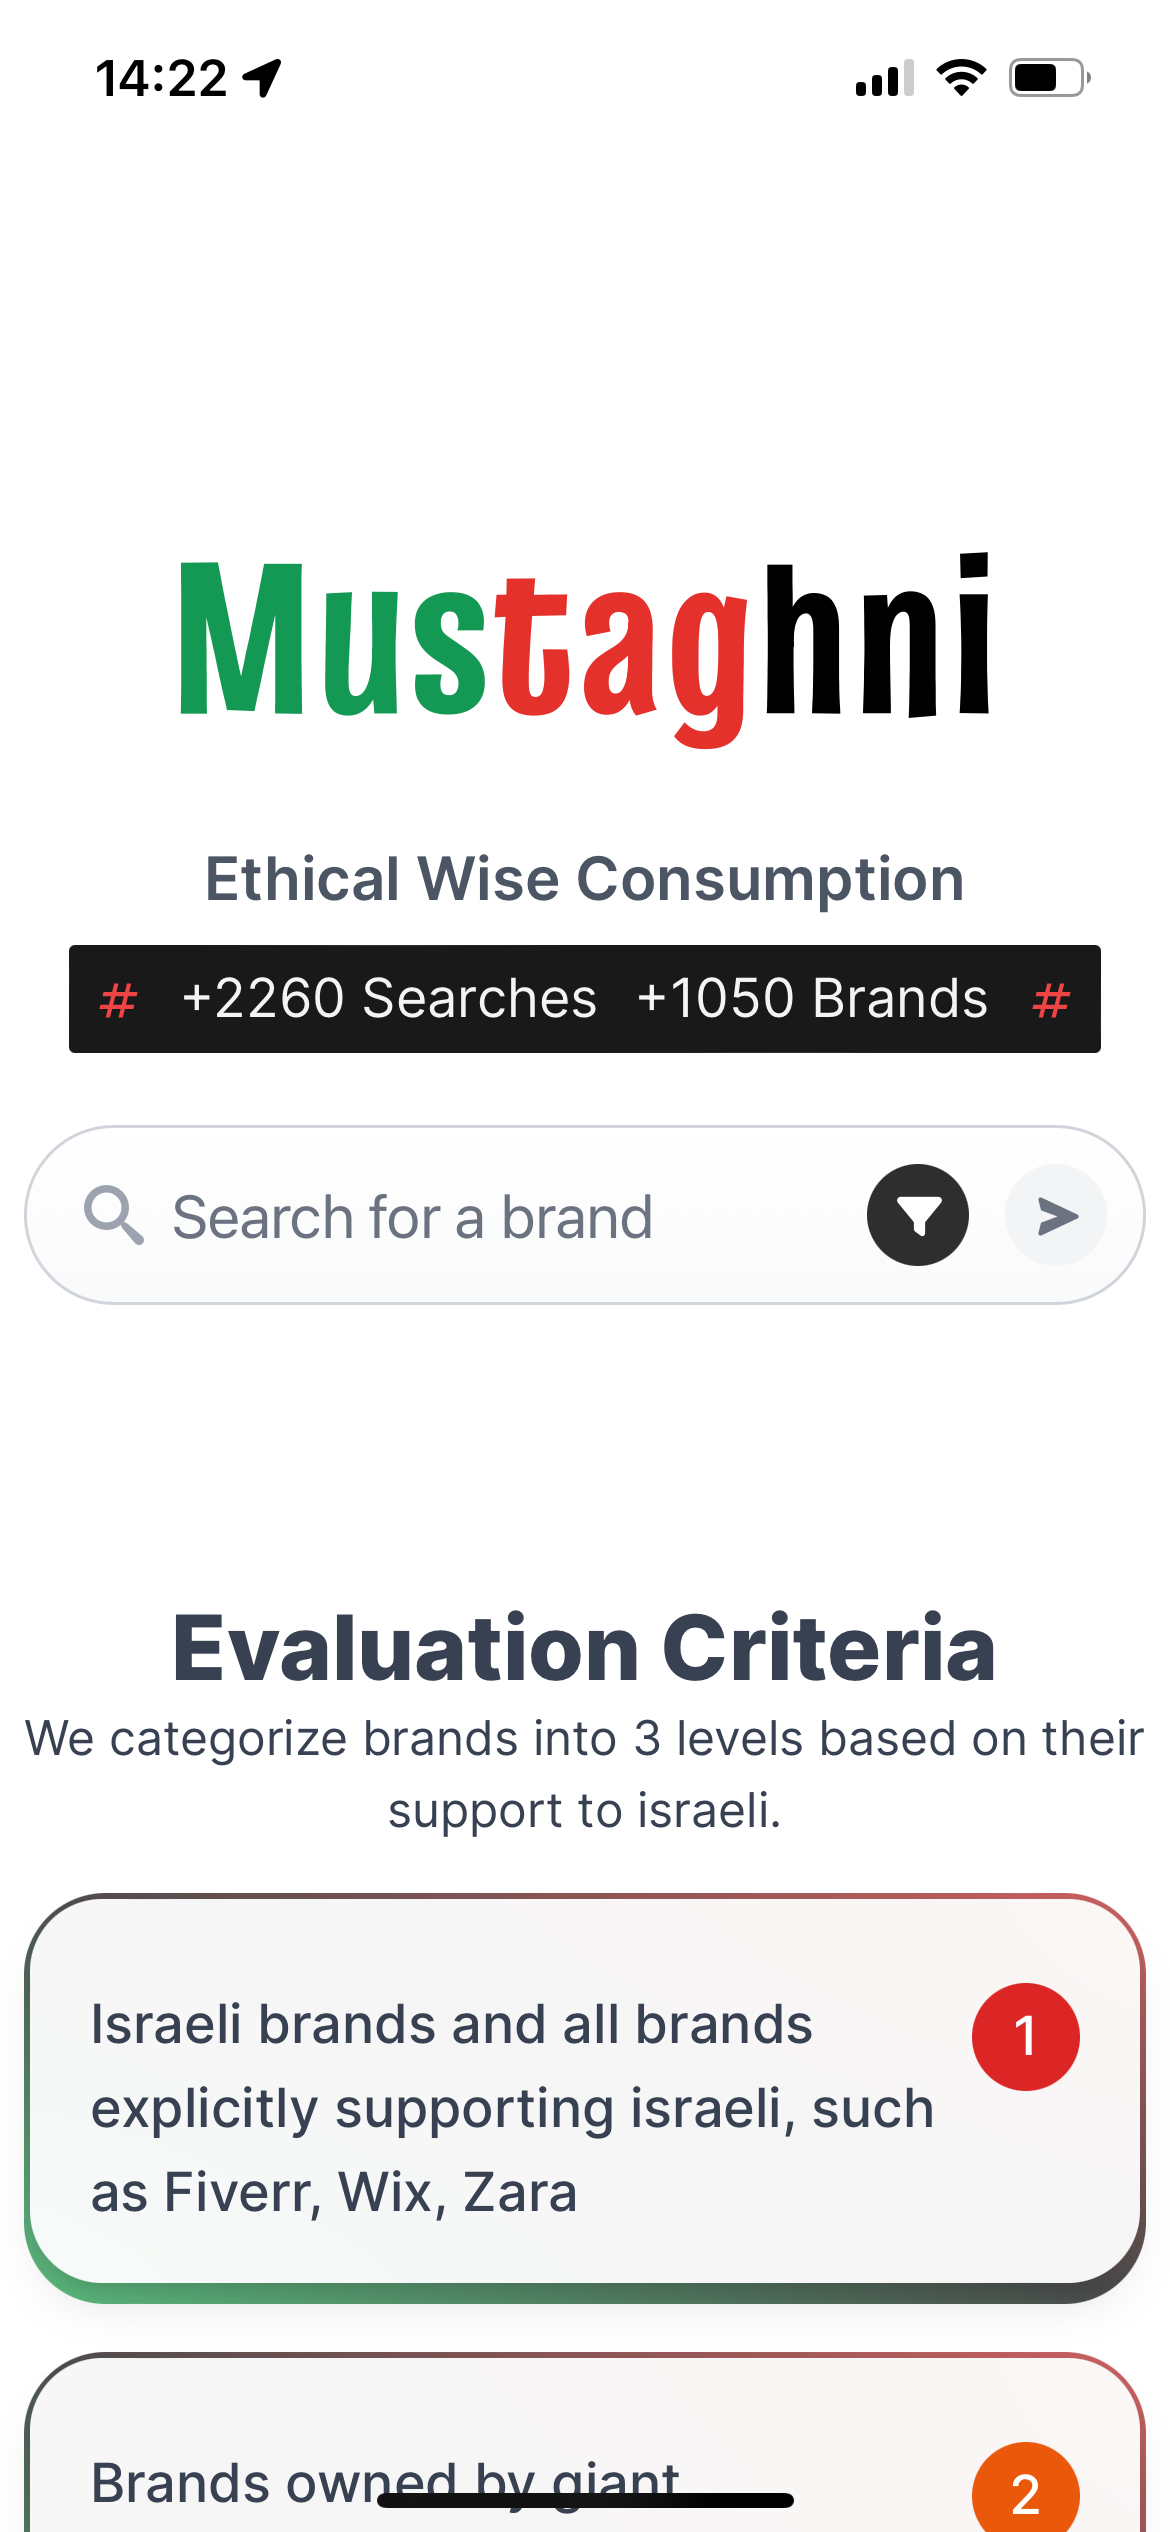 14:22
Mustaghni
Ethical Wise Consumption
# +2260 Searches +1050 Brands #
Search for a brand
Evaluation Criteria
We categorize brands into 3 levels based on their
support to israeli.
Israeli brands and all brands
1
explicitly supporting israeli, such
as Fiverr, Wix, Zara
Brands owned by giant
2